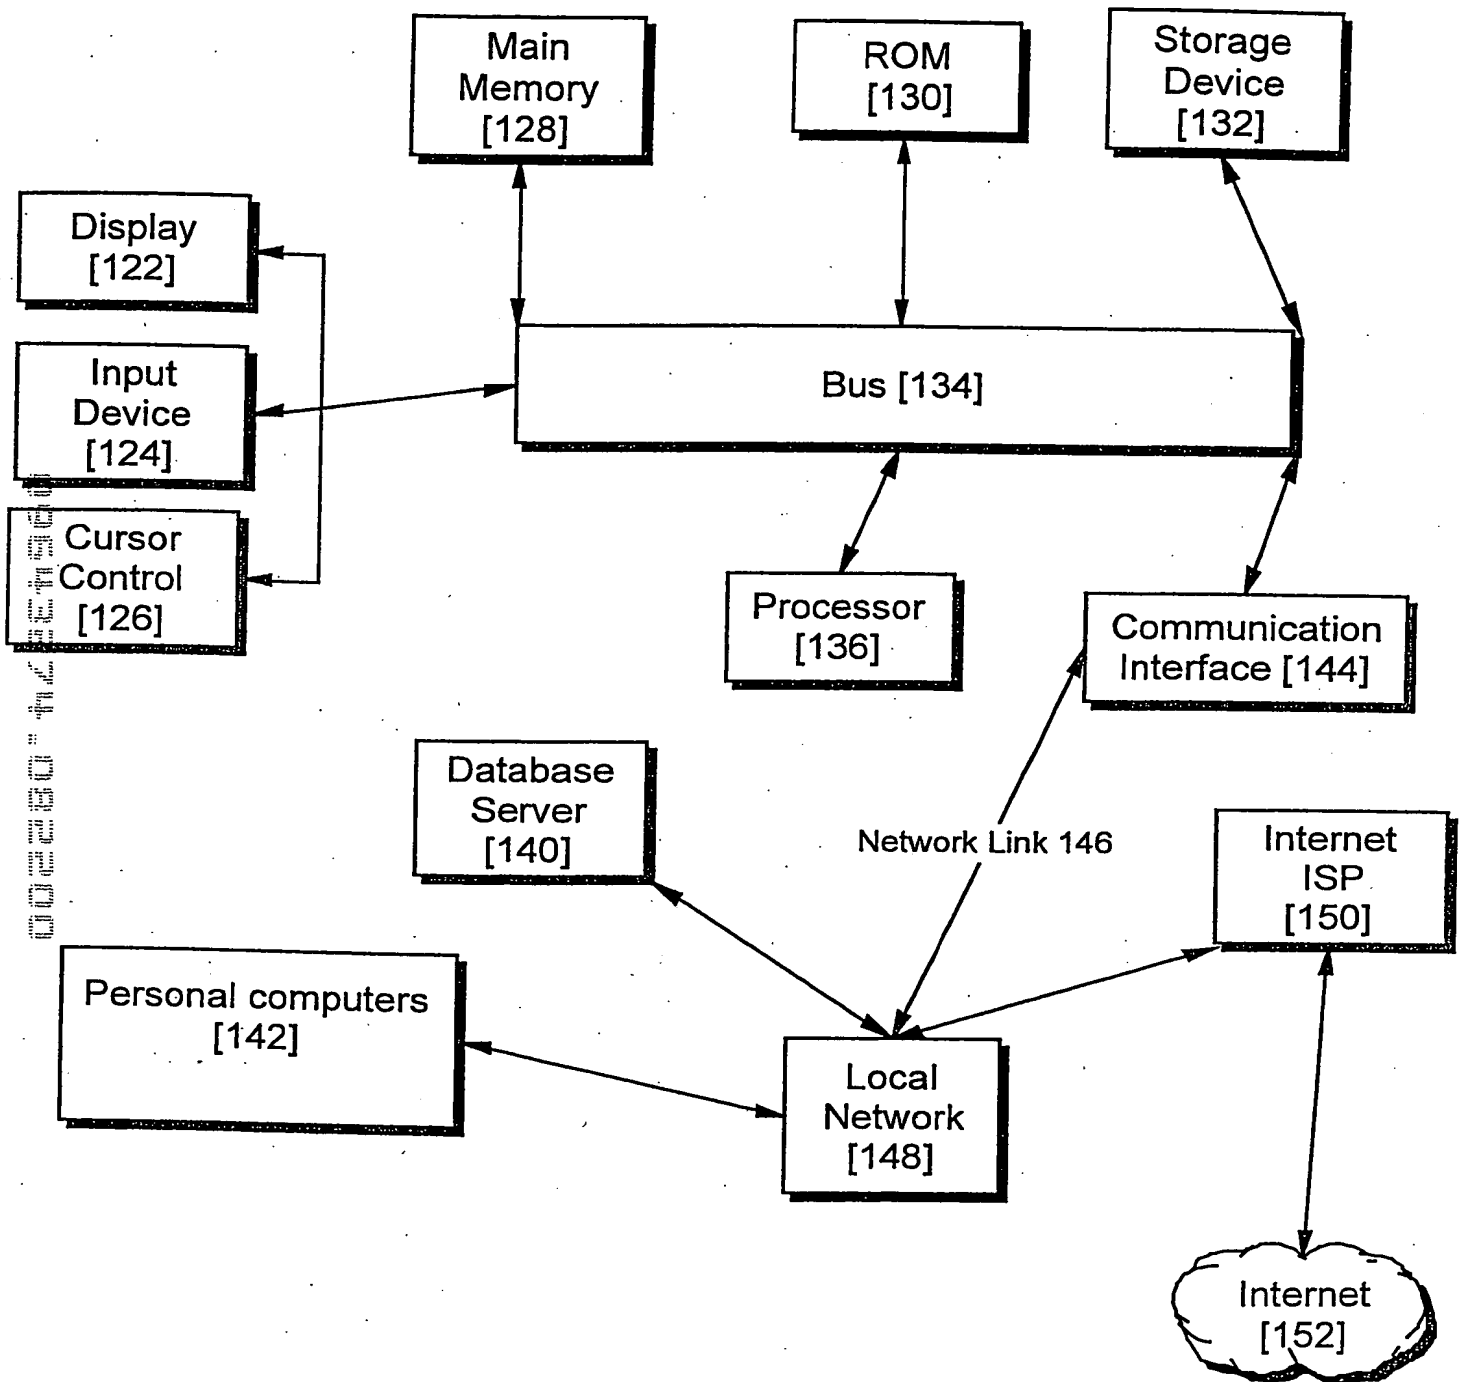 Main
Memory
[128]
ROM
[130]
Storage
Device
[132]
Display
[122]
Input
Device
[124]
Cursor
Control
[126]
Bus [134]
Processor
[136]
Communication
Interface [144]
Database
Server
[140]
Network Link 146
Internet
ISP
[150]
Personal computers
[142]
Local
Network
[148]
Internet
[152]